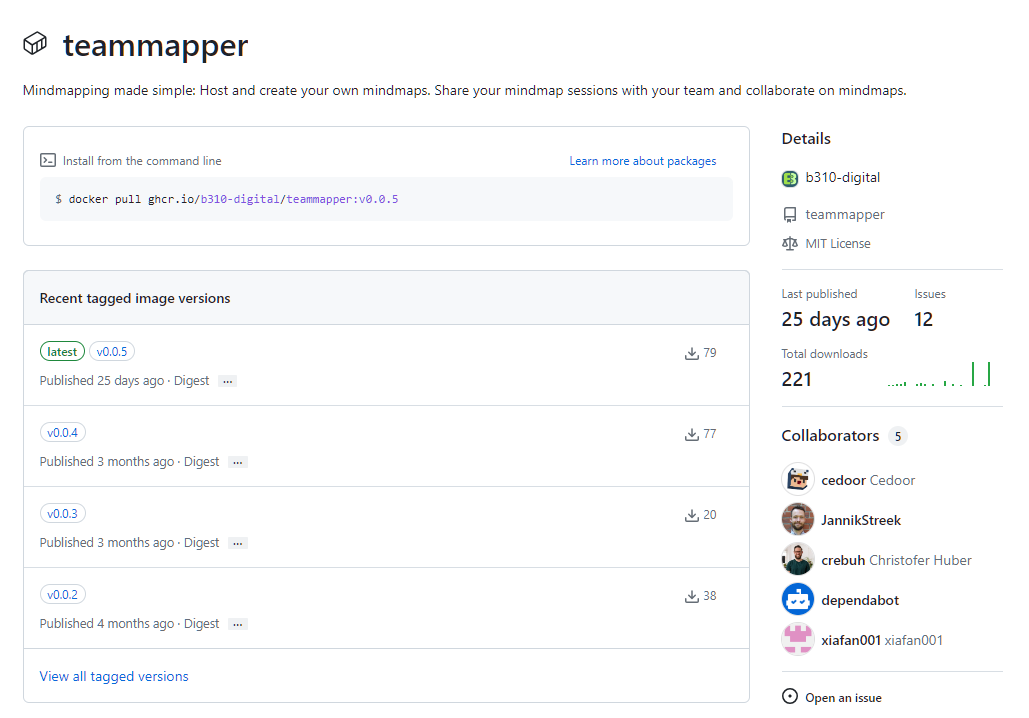 teammapper
Mindmapping made simple: Host and create your own mindmaps. Share your mindmap sessions with your team and collaborate on mindmaps.
Install from the command line
Learn more about packages
$ docker pull ghcr.io/b310-digital/teammapper:v0.0.5
Recent tagged image versions
latest v0.0.5
79
Published 25 days ago · Digest ...
v0.0.4
77
Published 3 months ago · Digest ...
v0.0.3
20
Published 3 months ago · Digest ...
v0.0.2
38
Published 4 months ago · Digest ...
View all tagged versions
Details
b310-digital
teammapper
MIT License
Last published
25 days ago
Issues
12
Total downloads
221
Collaborators 5
cedoor Cedoor
JannikStreek
crebuh Christofer Huber
dependabot
xiafan001 xiafan001
Open an issue